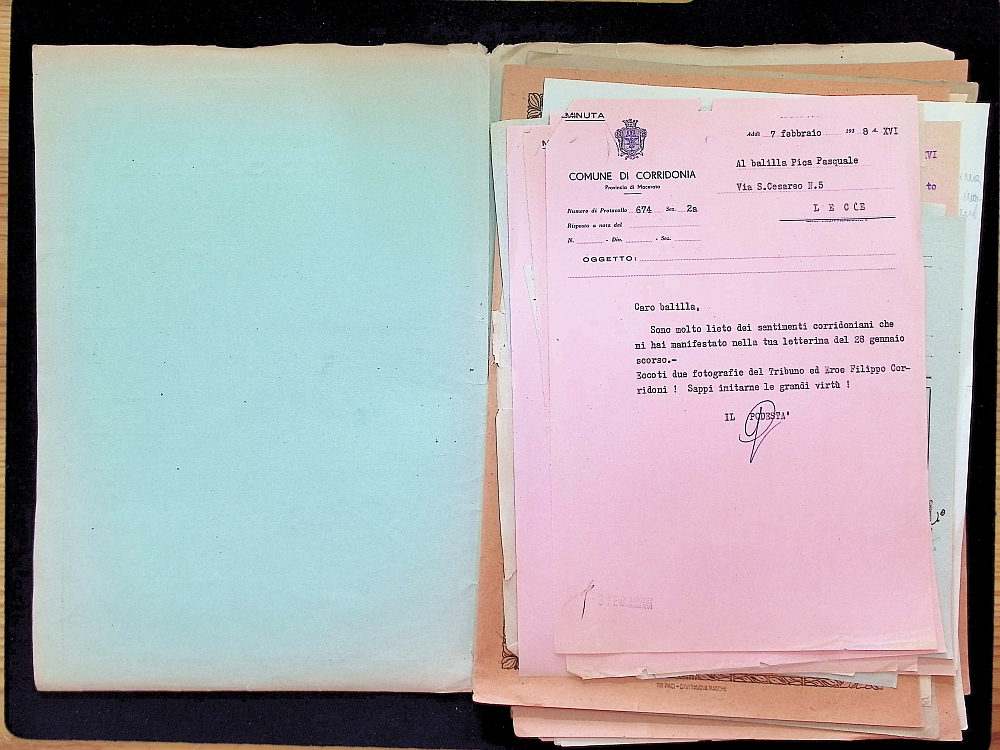 MINUTA
Addì 7 febbraio 193 8 A. XVI
COMUNE DI CORRIDONIA
Provincia di Macerata
Al balilla Pica Pasquale
Via S.Cesareo N.5
L E C C E
Numero di Protocollo 674 Sez. 2a
Risposta a nota del
N. - Div. - Sez.
OGGETTO:
Caro balilla,
Sono molto lieto dei sentimenti corridoniani che
mi hai manifestato nella tua letterina del 28 gennaio
scorso.-
Eccoti due fotografie del Tribuno ed Eroe Filippo Cor-
ridoni ! Sappi imitarne le grandi virtù !
IL PODESTA'
FEB.
XVI
to